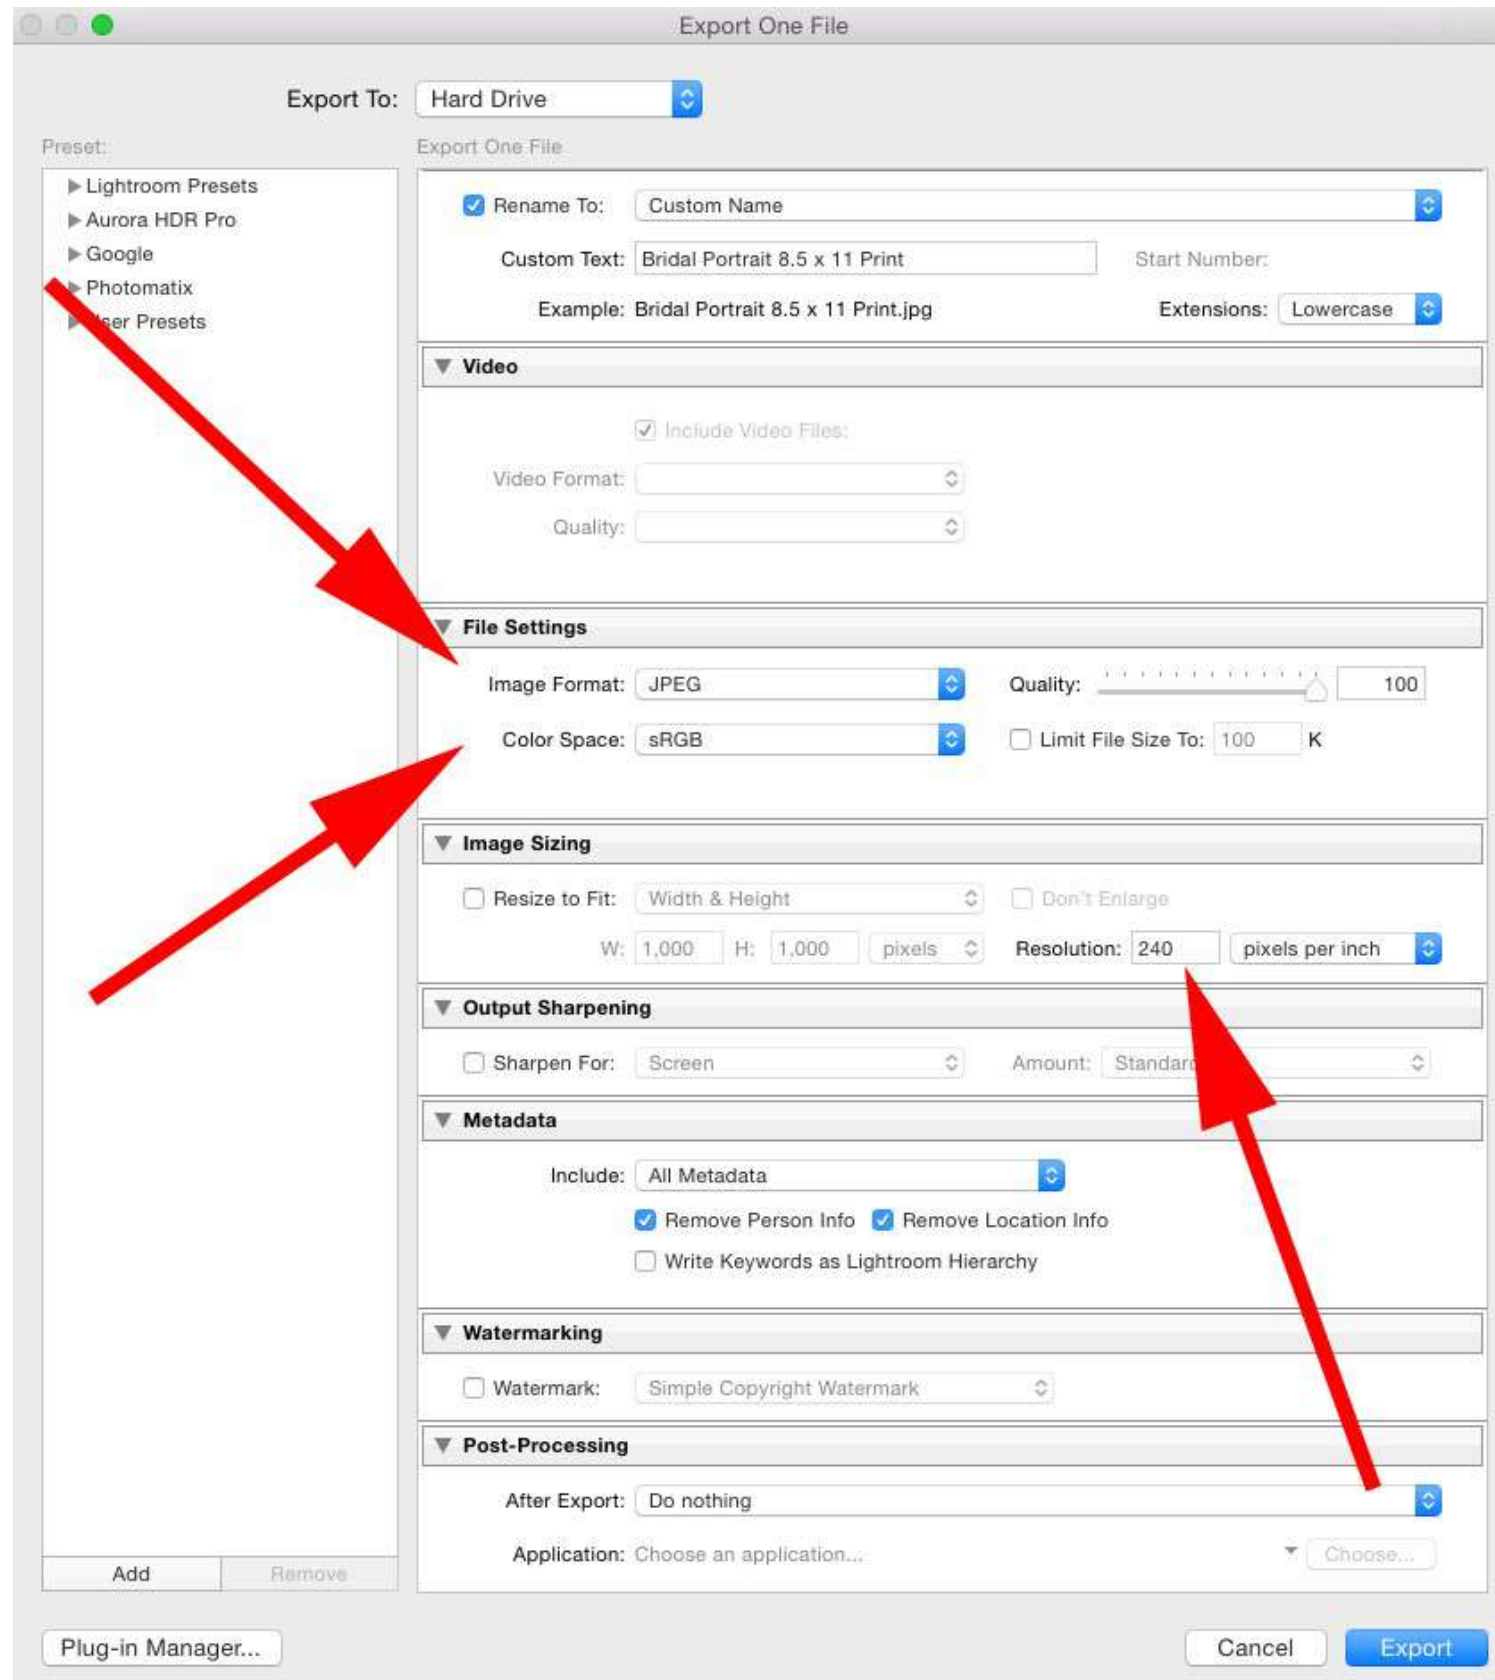 Export One File
Export To: Hard Drive
Preset:
Lightroom Presets
Aurora HDR Pro
Google
Photomatix
User Presets
Add Remove
Export One File
Rename To: Custom Name
Custom Text: Bridal Portrait 8.5 x 11 Print Start Number:
Example: Bridal Portrait 8.5 x 11 Print.jpg Extensions: Lowercase
Video
Include Video Files:
Video Format:
Quality:
File Settings
Image Format: JPEG Quality: 100
Color Space: sRGB Limit File Size To: 100 K
Image Sizing
Resize to Fit: Width & Height Don't Enlarge
W: 1,000 H: 1,000 pixels Resolution: 240 pixels per inch
Output Sharpening
Sharpen For: Screen Amount: Standard
Metadata
Include: All Metadata
Remove Person Info Remove Location Info
Write Keywords as Lightroom Hierarchy
Watermarking
Watermark: Simple Copyright Watermark
Post-Processing
After Export: Do nothing
Application: Choose an application... Choose...
Plug-in Manager... Cancel Export